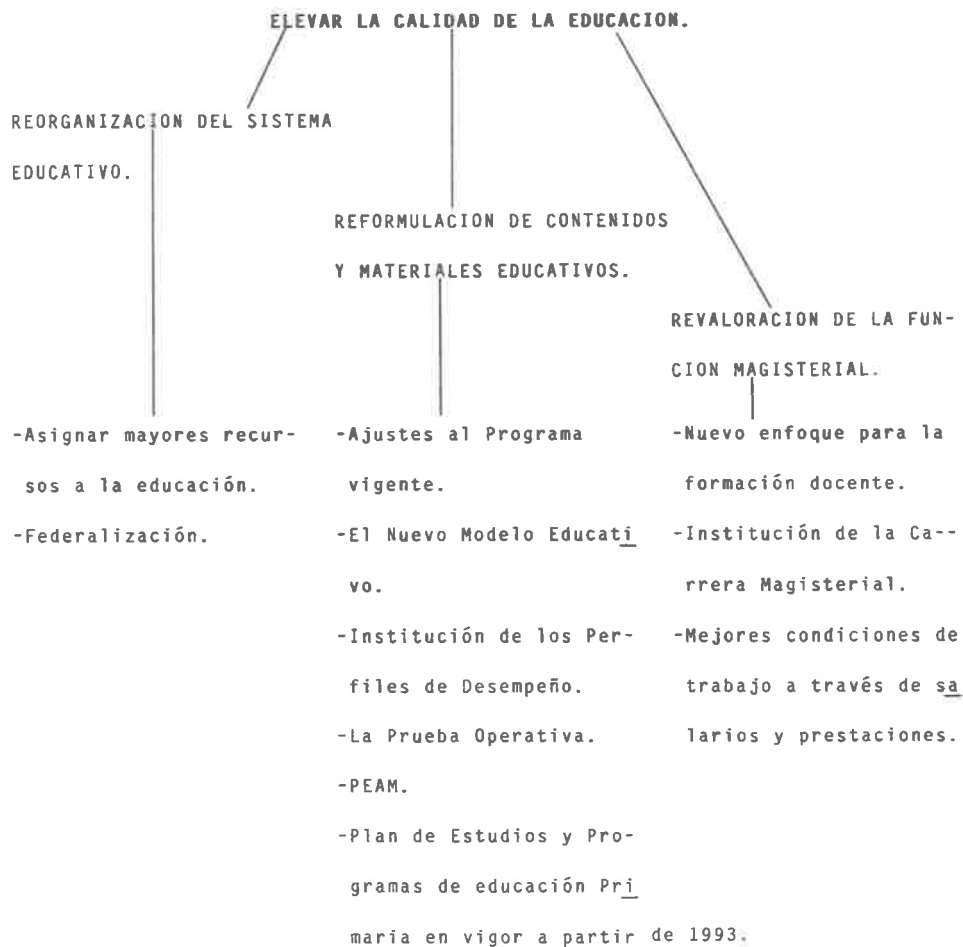 ELEVAR LA CALIDAD DE LA EDUCACION.
REORGANIZACION DEL SISTEMA
EDUCATIVO.
REFORMULACION DE CONTENIDOS
Y MATERIALES EDUCATIVOS.
REVALORACION DE LA FUN-
CION MAGISTERIAL.
-Asignar mayores recur-
sos a la educación.
-Federalización.
-Ajustes al Programa
vigente.
-El Nuevo Modelo Educati
vo.
-Institución de los Per-
files de Desempeño.
-La Prueba Operativa.
-PEAM.
-Plan de Estudios y Pro-
gramas de educación Pri
maria en vigor a partir de 1993.
-Nuevo enfoque para la
formación docente.
-Institución de la Ca--
rrera Magisterial.
-Mejores condiciones de
trabajo a través de sa
larios y prestaciones.